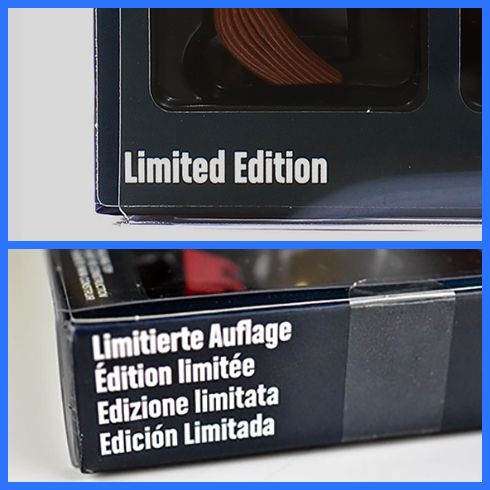 Limited Edition
Limitierte Auflage
Édition limitée
Edizione limitata
Edición Limitada